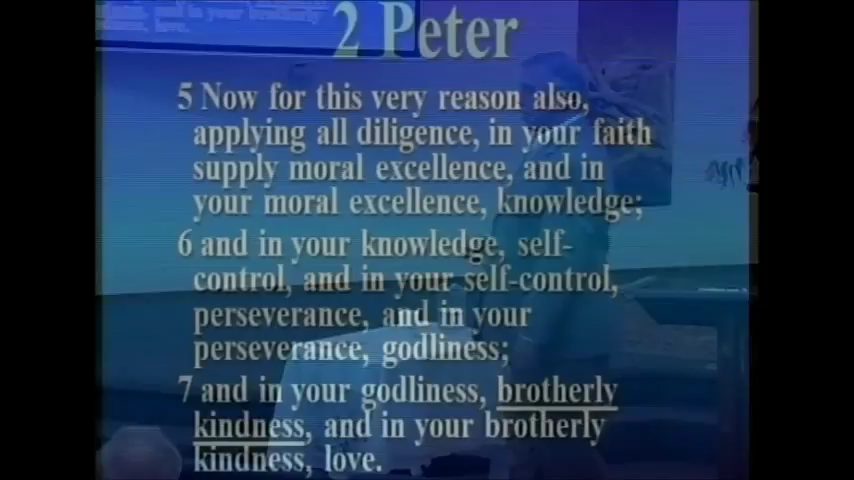 2 Peter
5 Now for this very reason also,
applying all diligence, in your faith
supply moral excellence, and in
your moral excellence, knowledge;
6 and in your knowledge, self-
control, and in your self-control,
perseverance, and in your
perseverance, godliness;
7 and in your godliness, brotherly
kindness, and in your brotherly
kindness, love.